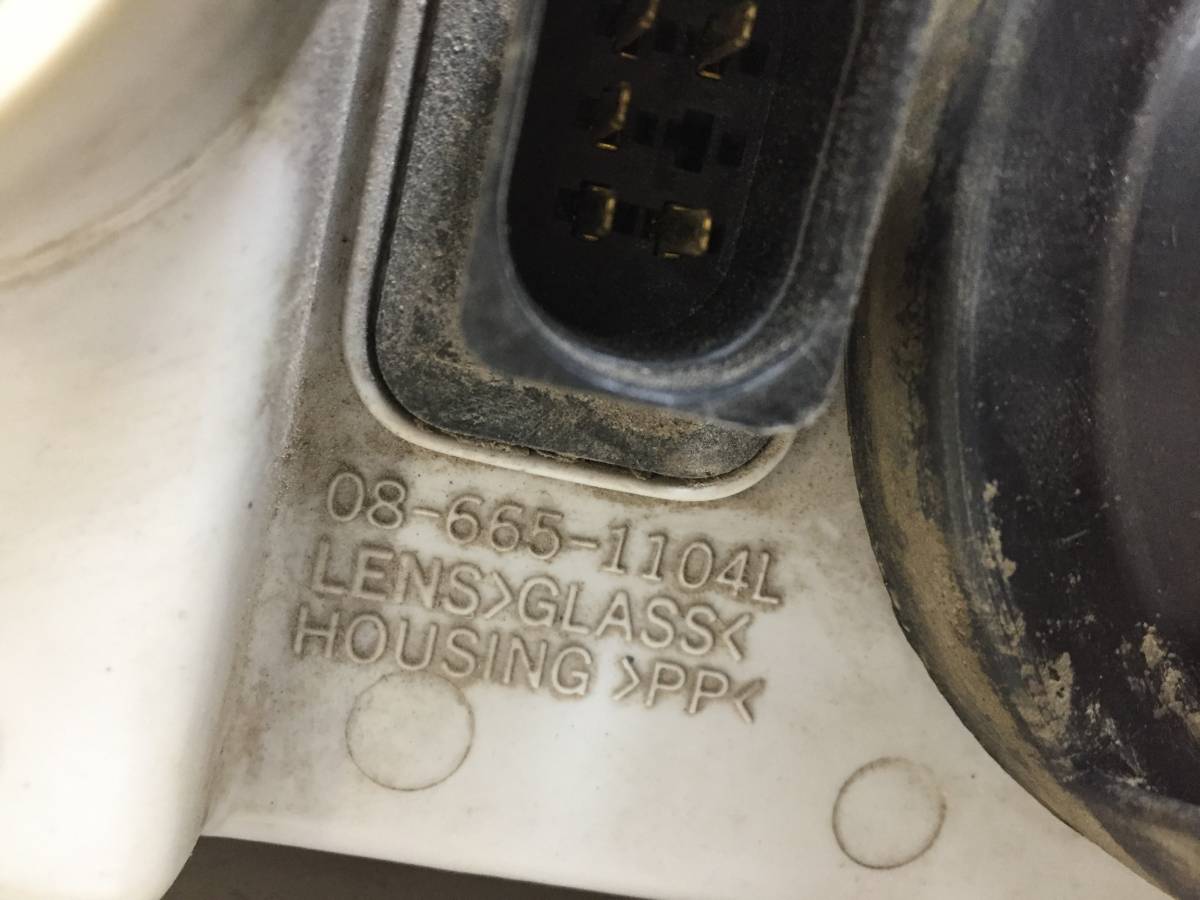 08-665-1104L
LENS>GLASS<
HOUSING >PP<